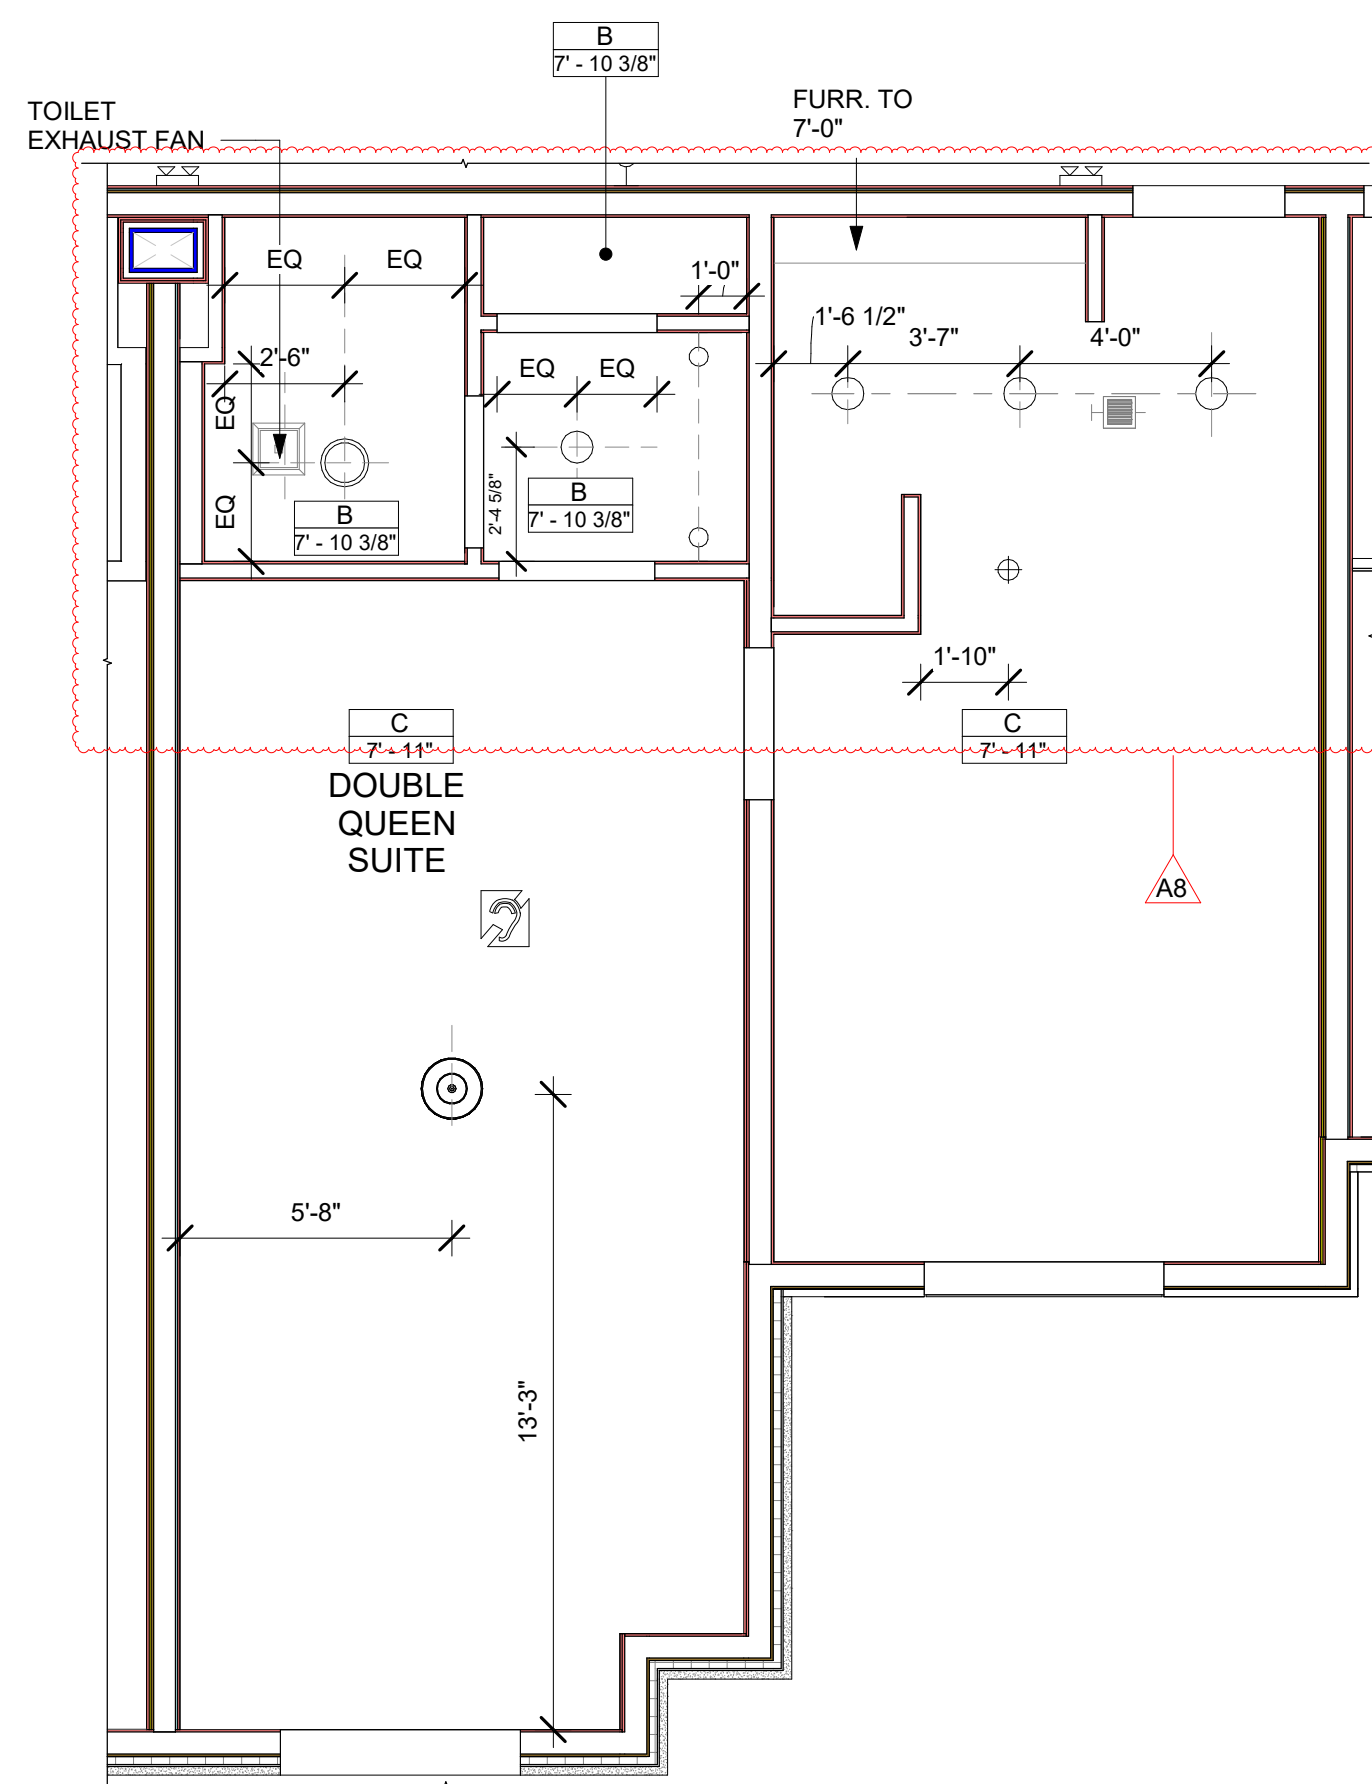 B
7' - 10 3/8"
TOILET
EXHAUST FAN
FURR. TO
7'-0"
EQ
EQ
1'-0"
1'-6 1/2"
3'-7"
4'-0"
2'-6"
EQ
EQ
EQ
EQ
2'-4 5/8"
B
7' - 10 3/8"
B
7' - 10 3/8"
1'-10"
C
7' - 11"
C
7' - 11"
DOUBLE
QUEEN
SUITE
A8
5'-8"
13'-3"